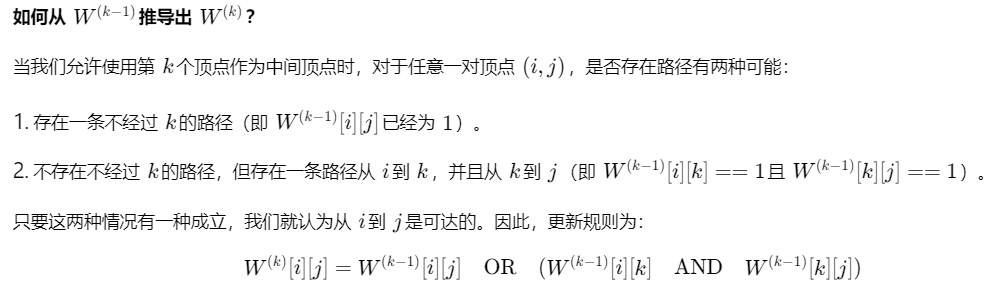 如何从 W^{(k-1)} 推导出 W^{(k)}？
当我们允许使用第 k 个顶点作为中间顶点时，对于任意一对顶点 (i, j)，是否存在路径有两种可能：
1. 存在一条不经过 k 的路径（即 W^{(k-1)}[i][j] 已经为 1）。
2. 不存在不经过 k 的路径，但存在一条路径从 i 到 k，并且从 k 到 j（即 W^{(k-1)}[i][k] == 1 且 W^{(k-1)}[k][j] == 1）。
只要这两种情况有一种成立，我们就认为从 i 到 j 是可达的。因此，更新规则为：
W^{(k)}[i][j] = W^{(k-1)}[i][j] OR (W^{(k-1)}[i][k] AND W^{(k-1)}[k][j])